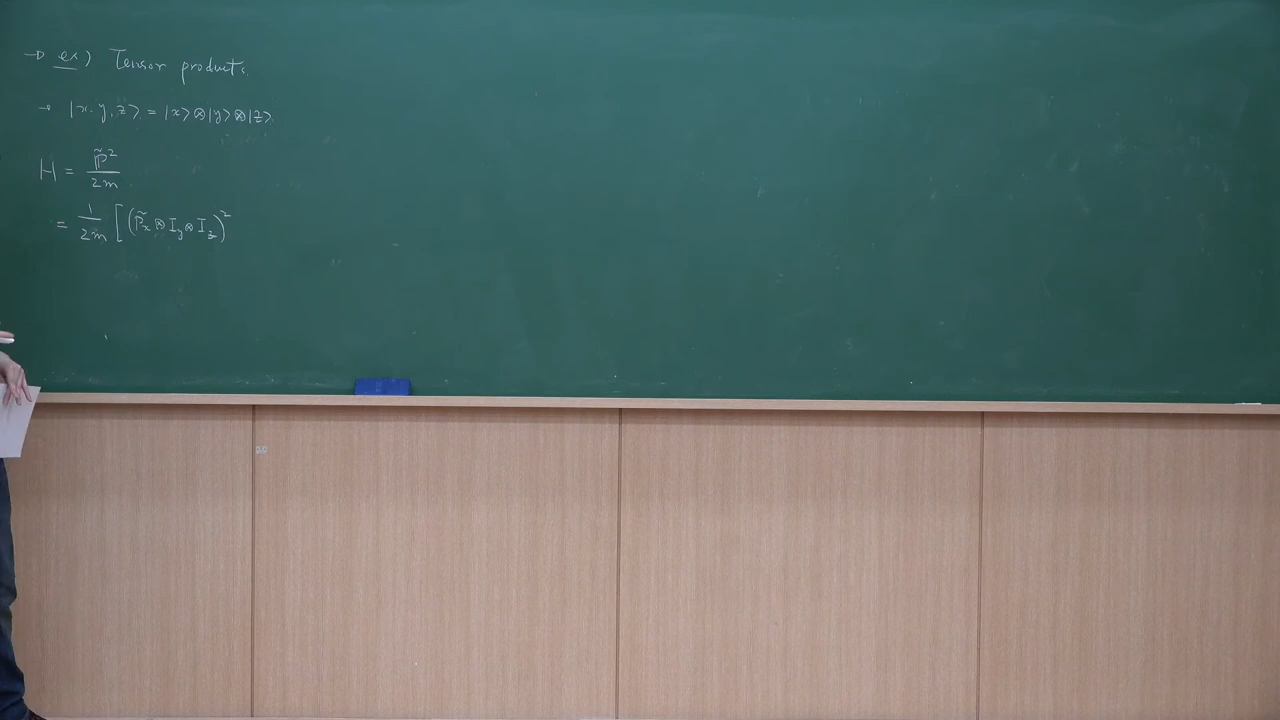 → ex) Tensor products.
→ |x, y, z> = |x>⊗|y>⊗|z>
H = P̃² / 2m
= 1/2m [(P̃x ⊗ Iy ⊗ Iz)²